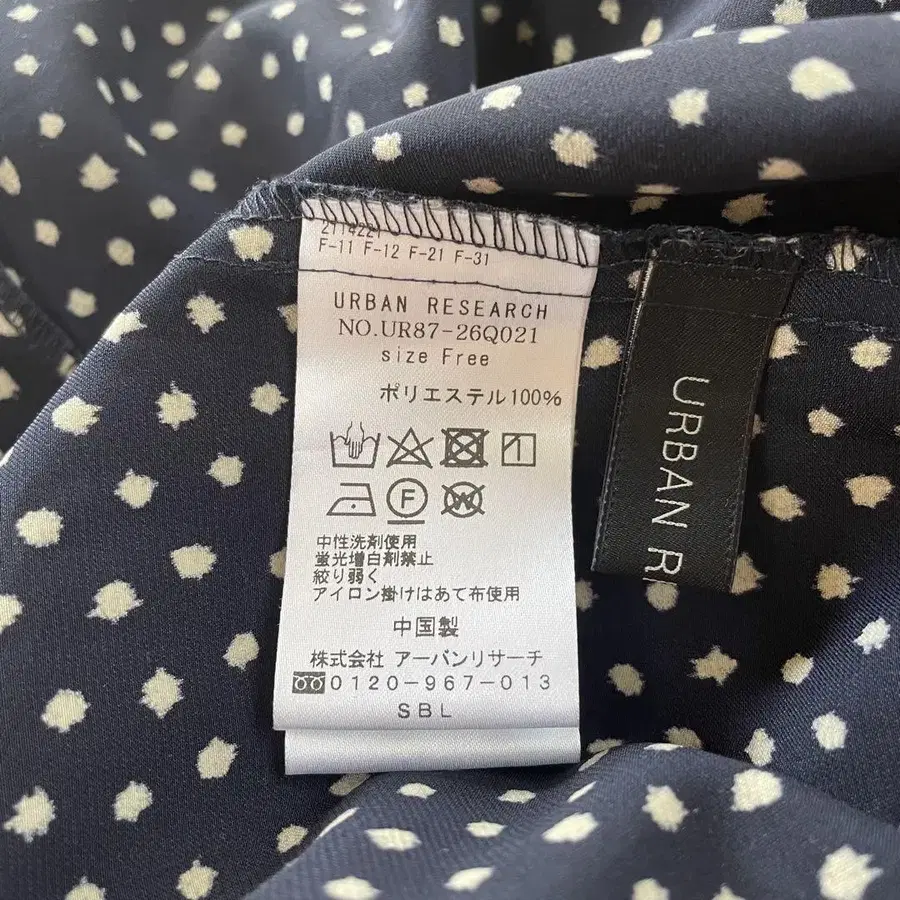 2114221
F-11 F-12 F-21 F-31
URBAN RESEARCH
NO.UR87-26Q021
size Free
ポリエステル100%
F
W
中性洗剤使用
蛍光増白剤禁止
絞り弱く
アイロン掛けはあて布使用
中国製
株式会社 アーバンリサーチ
0120-967-013
SBL
URBAN R